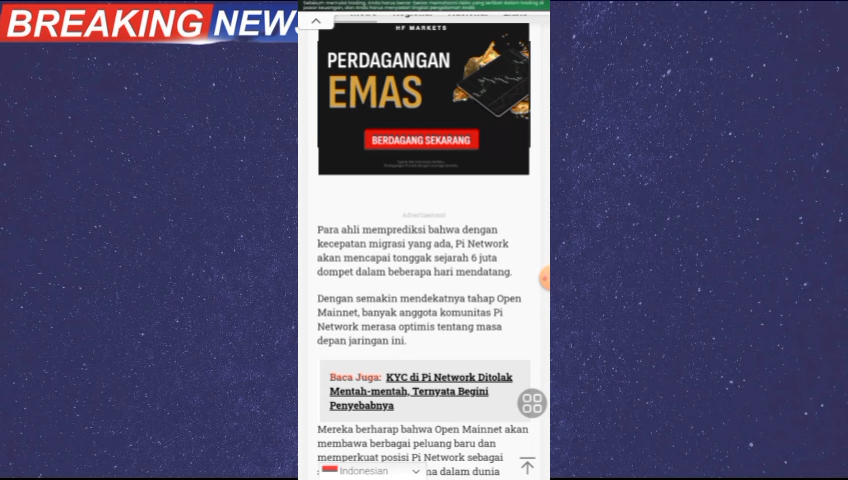 BREAKING NEWS
HF MARKETS
PERDAGANGAN
EMAS
BERDAGANG SEKARANG
Advertisement
Para ahli memprediksi bahwa dengan
kecepatan migrasi yang ada, Pi Network
akan mencapai tonggak sejarah 6 juta
dompet dalam beberapa hari mendatang.
Dengan semakin mendekatnya tahap Open
Mainnet, banyak anggota komunitas Pi
Network merasa optimis tentang masa
depan jaringan ini.
Baca Juga: KYC di Pi Network Ditolak
Mentah-mentah, Ternyata Begini
Penyebabnya
Mereka berharap bahwa Open Mainnet akan
membawa berbagai peluang baru dan
memperkuat posisi Pi Network sebagai
dalam dunia
Indonesian